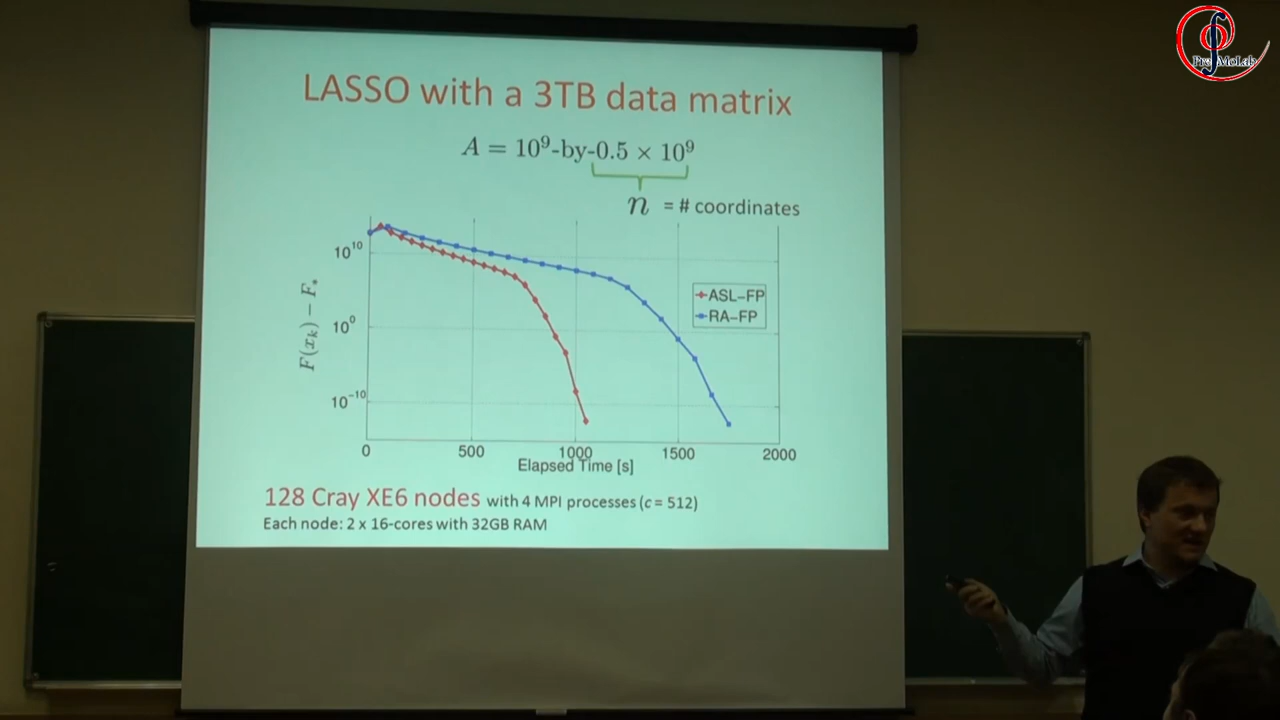 PreMoLab
LASSO with a 3TB data matrix
A = 10⁹-by-0.5 × 10⁹
n = # coordinates
10¹⁰
10⁰
10⁻¹⁰
F(xₖ) − F*
ASL−FP
RA−FP
0 500 1000 1500 2000
Elapsed Time [s]
128 Cray XE6 nodes with 4 MPI processes (c = 512)
Each node: 2 x 16-cores with 32GB RAM